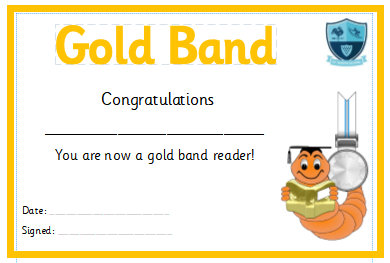 Gold Band
Congratulations
You are now a gold band reader!
Date:
Signed: